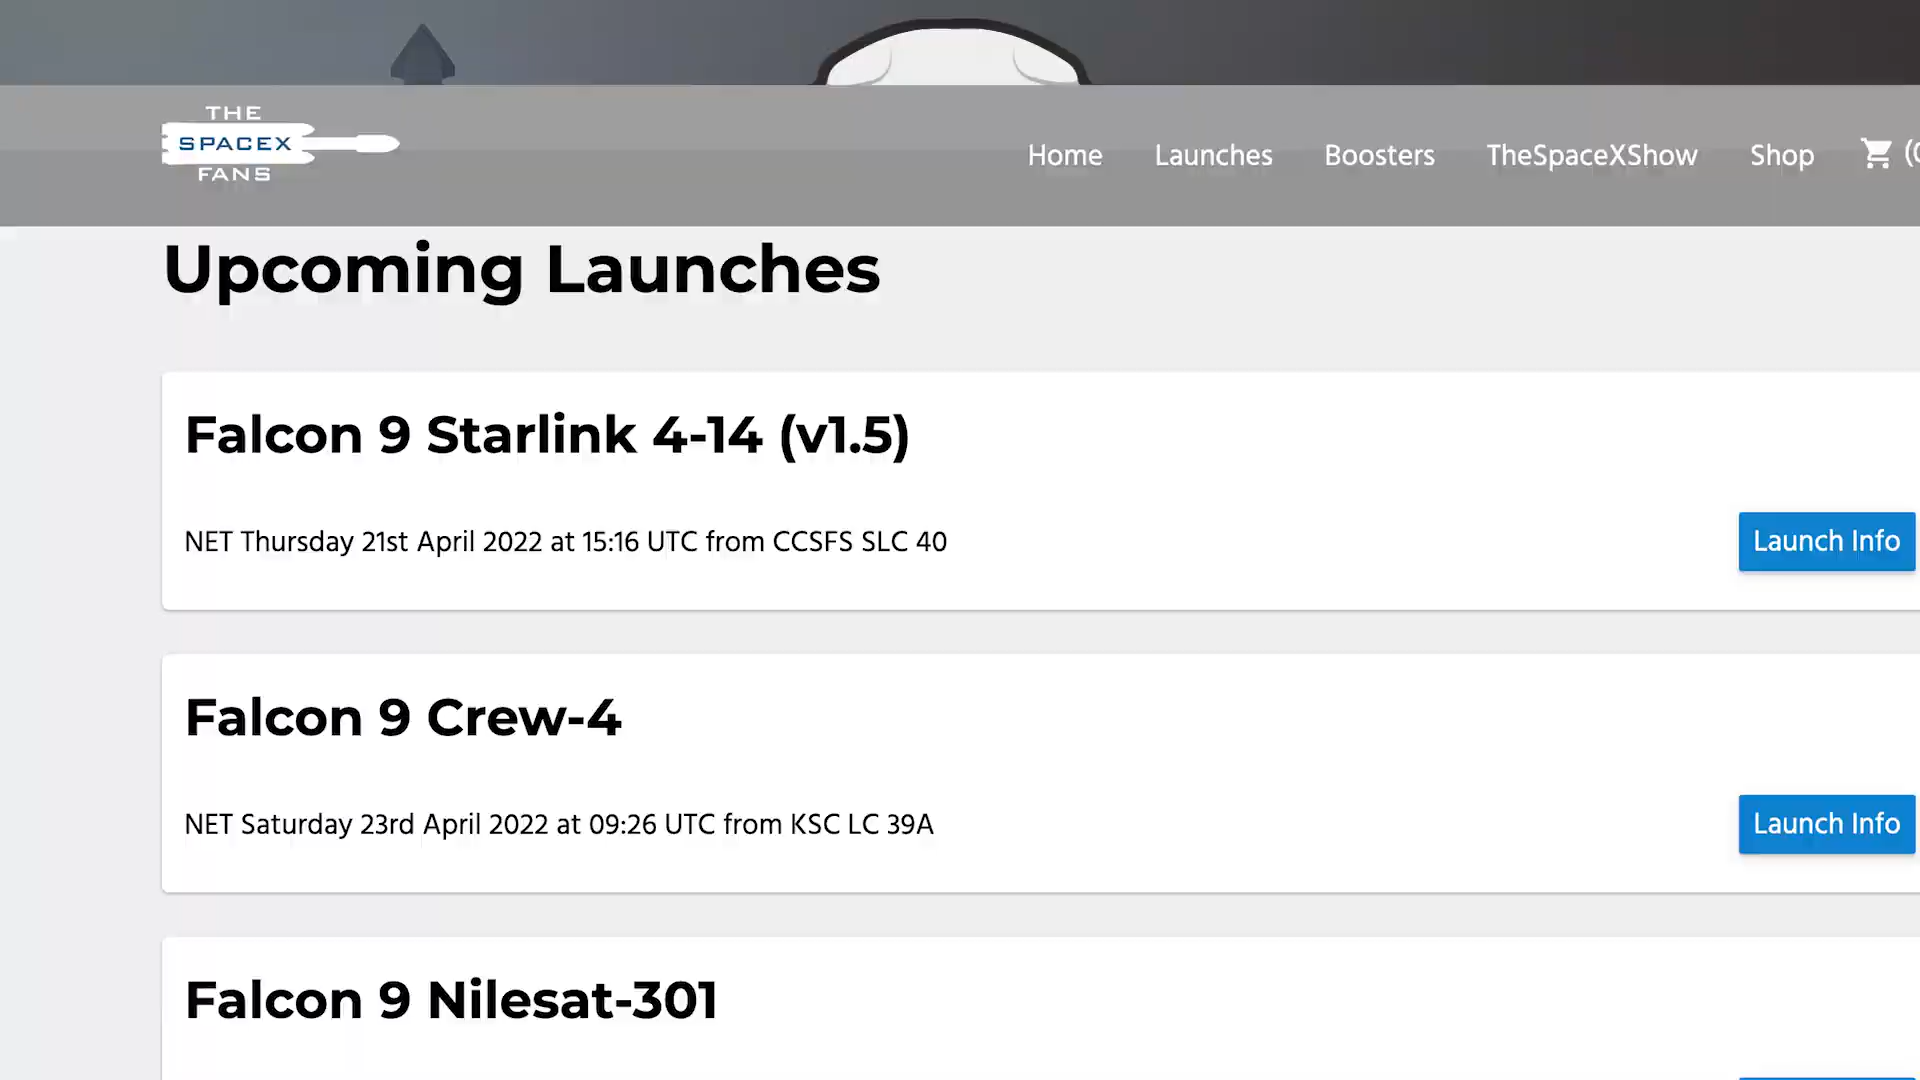 THE
SPACEX
FANS
Home Launches Boosters TheSpaceXShow Shop
Upcoming Launches
Falcon 9 Starlink 4-14 (v1.5)
NET Thursday 21st April 2022 at 15:16 UTC from CCSFS SLC 40
Launch Info
Falcon 9 Crew-4
NET Saturday 23rd April 2022 at 09:26 UTC from KSC LC 39A
Launch Info
Falcon 9 Nilesat-301